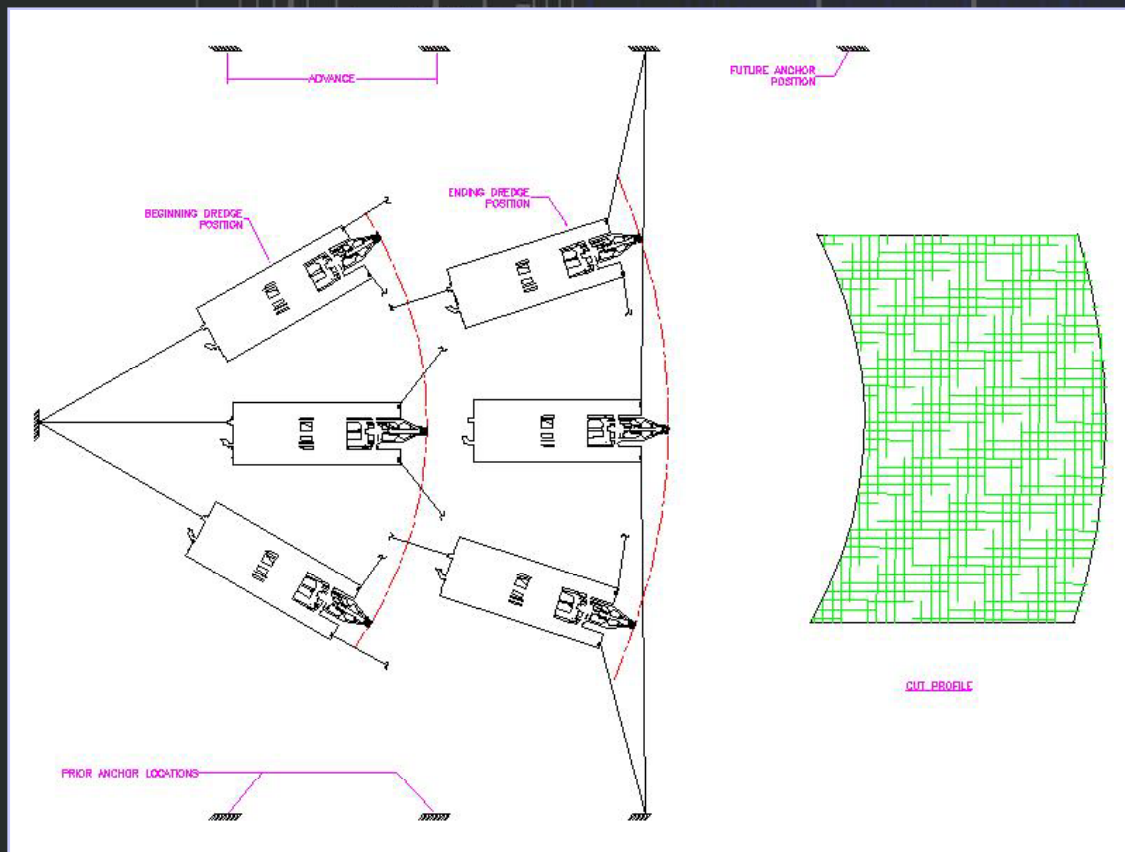 ADVANCE
FUTURE ANCHOR
POSITION
BEGINNING DREDGE
POSITION
ENDING DREDGE
POSITION
CUT PROFILE
PRIOR ANCHOR LOCATIONS